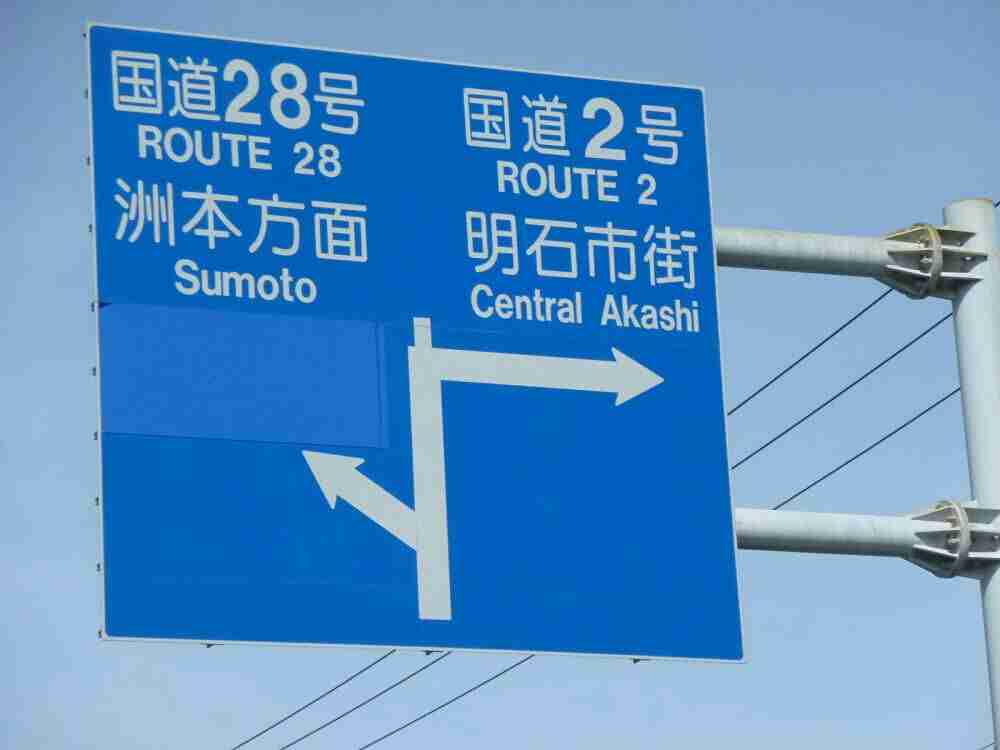 国道28号
ROUTE 28
洲本方面
Sumoto
国道2号
ROUTE 2
明石市街
Central Akashi